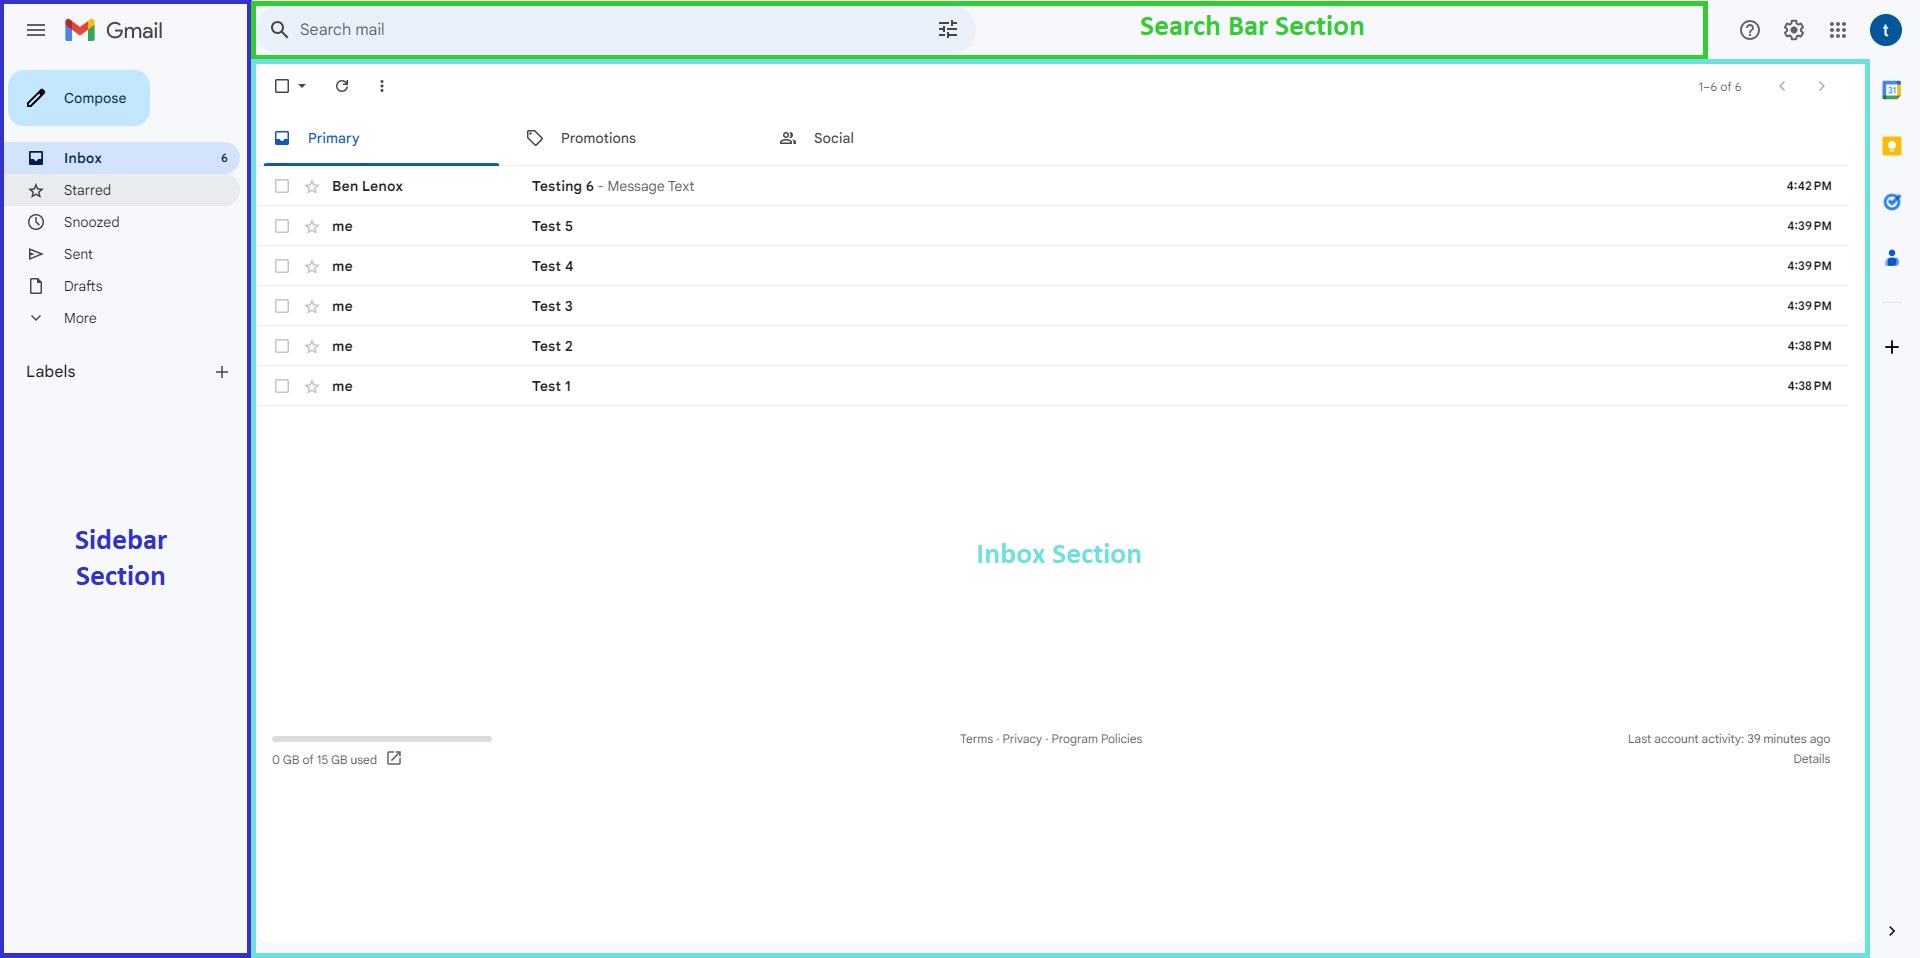 Gmail
Search mail
Search Bar Section
t
Compose
1–6 of 6
31
Primary
Promotions
Social
Inbox 6
Starred
Snoozed
Sent
Drafts
More
Labels
Ben Lenox Testing 6 - Message Text 4:42 PM
me Test 5 4:39 PM
me Test 4 4:39 PM
me Test 3 4:39 PM
me Test 2 4:38 PM
me Test 1 4:38 PM
Sidebar
Section
Inbox Section
0 GB of 15 GB used
Terms · Privacy · Program Policies
Last account activity: 39 minutes ago
Details